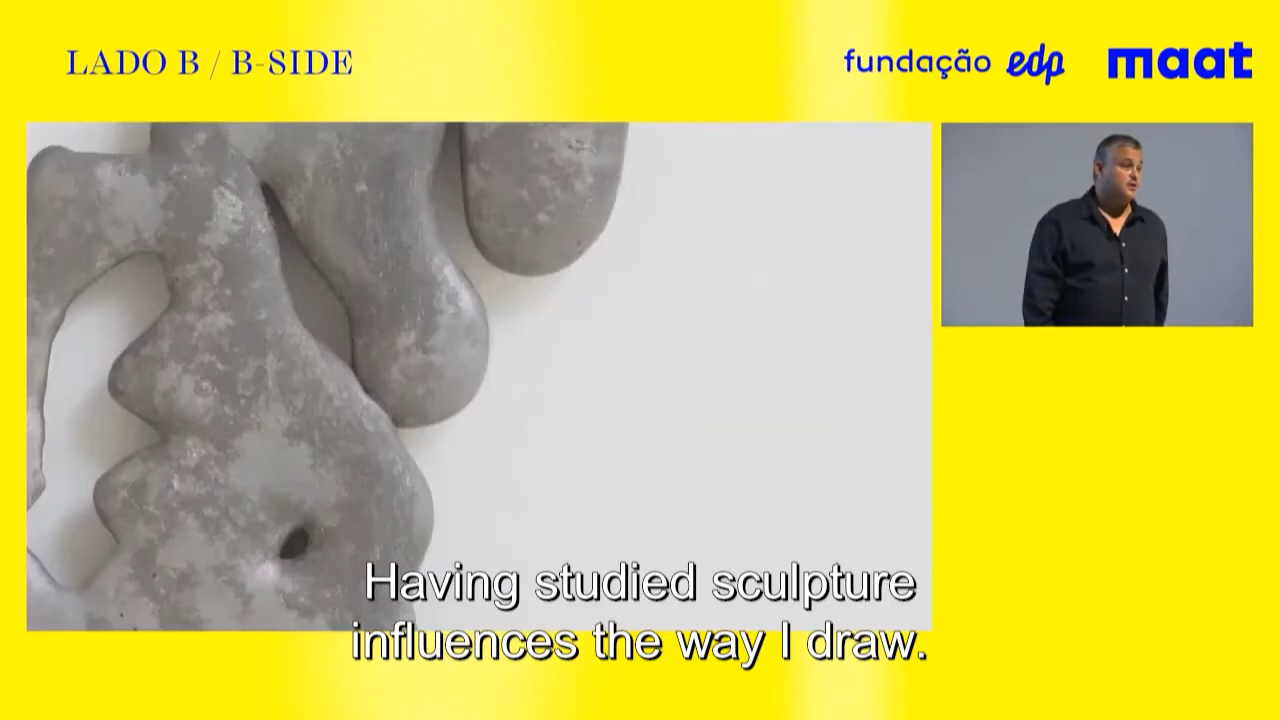 LADO B / B-SIDE
fundação edp
maat
Having studied sculpture
influences the way I draw.